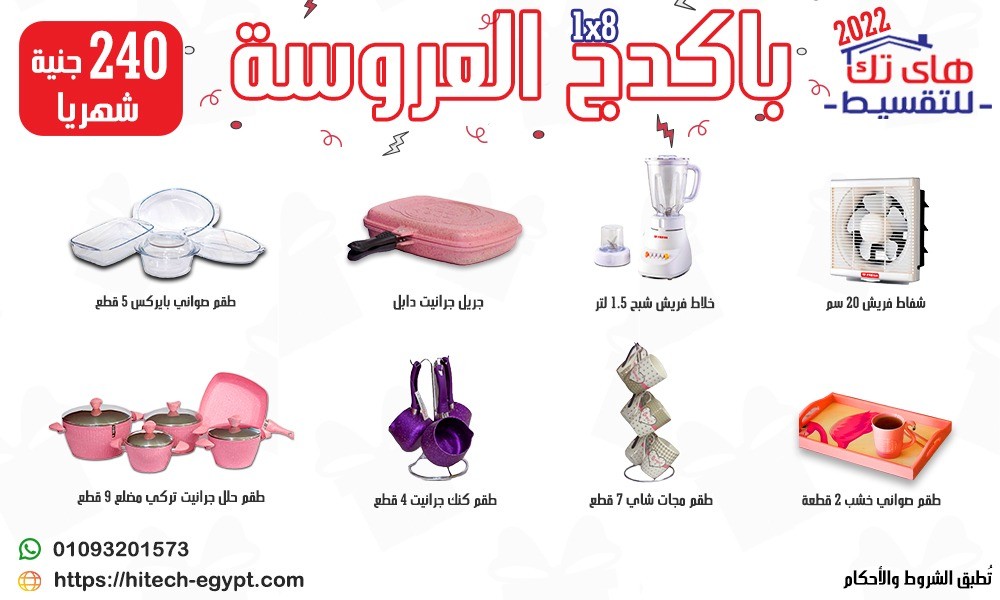 2022
هاى تك
- للتقسيط -
باكدج العروسة
1x8
240 جنية
شهريا
شفاط فريش 20 سم
خلاط فريش شبح 1.5 لتر
جريل جرانيت دابل
طقم صواني بايركس 5 قطع
طقم صواني خشب 2 قطعة
طقم مجات شاي 7 قطع
طقم كنك جرانيت 4 قطع
طقم حلل جرانيت تركي مضلع 9 قطع
01093201573
https://hitech-egypt.com
تُطبق الشروط والأحكام